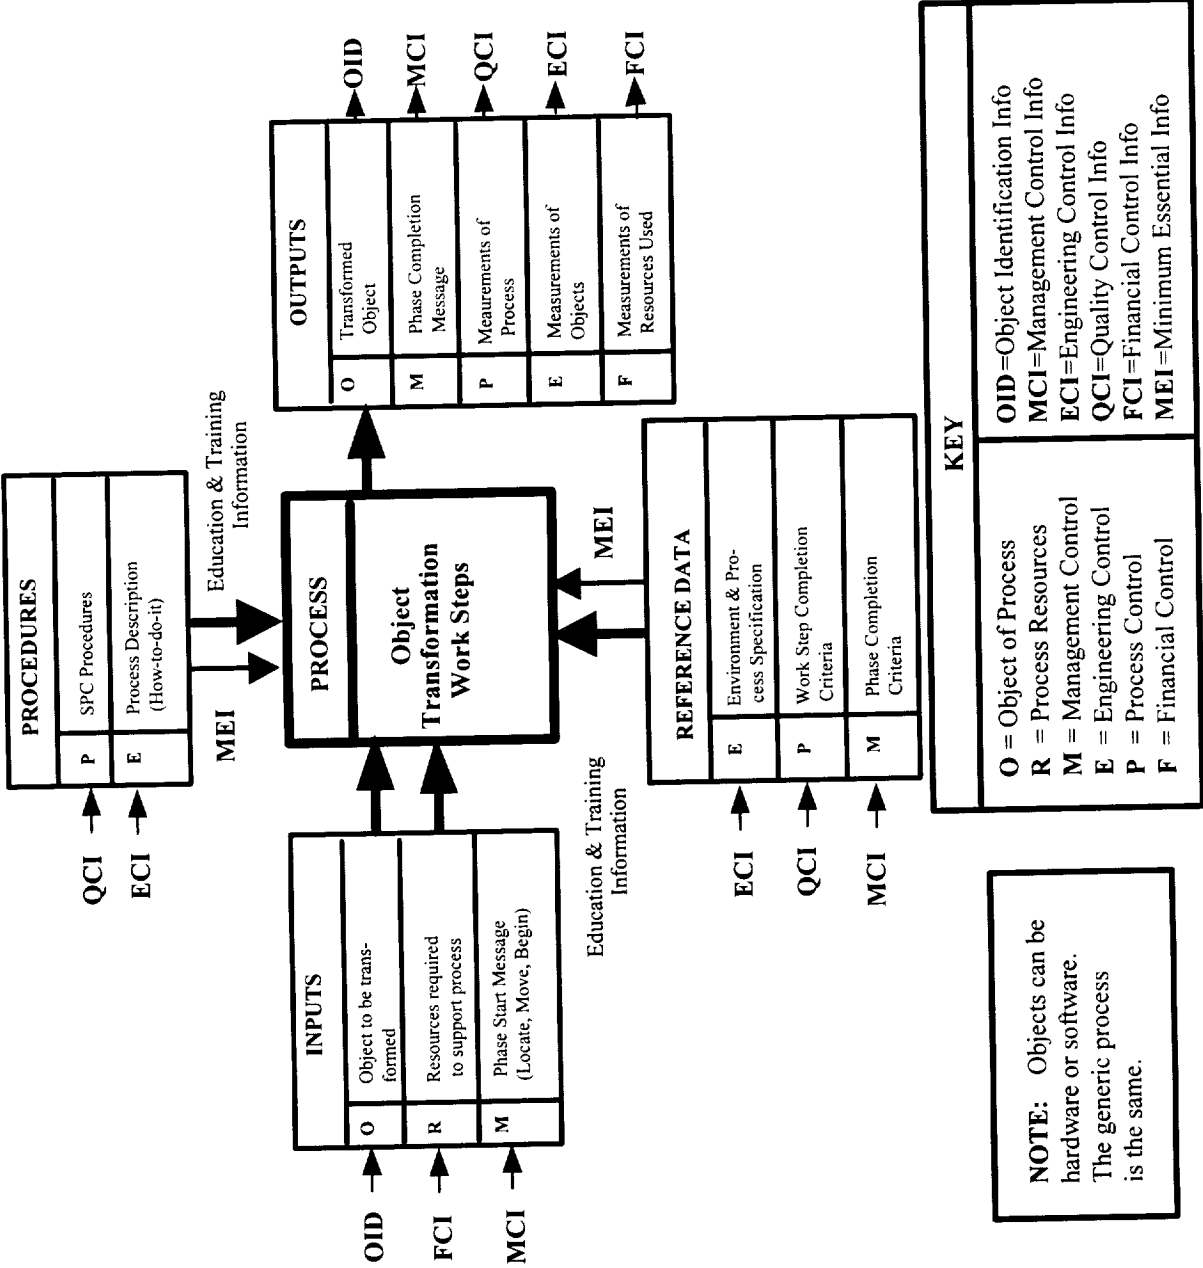 PROCEDURES
QCI
P
SPC Procedures
ECI
E
Process Description
(How-to-do-it)
MEI
Education & Training
Information
INPUTS
OID
O
Object to be trans-
formed
FCI
R
Resources required
to support process
MCI
M
Phase Start Message
(Locate, Move, Begin)
PROCESS
Object
Transformation
Work Steps
OUTPUTS
O
Transformed
Object
OID
M
Phase Completion
Message
MCI
P
Meaurements of
Process
QCI
E
Measurements of
Objects
ECI
F
Measurements of
Resources Used
FCI
Education & Training
Information
MEI
REFERENCE DATA
ECI
E
Environment & Pro-
cess Specification
QCI
P
Work Step Completion
Criteria
MCI
M
Phase Completion
Criteria
NOTE: Objects can be
hardware or software.
The generic process
is the same.
KEY
O = Object of Process
R = Process Resources
M = Management Control
E = Engineering Control
P = Process Control
F = Financial Control
OID=Object Identification Info
MCI=Management Control Info
ECI=Engineering Control Info
QCI=Quality Control Info
FCI=Financial Control Info
MEI=Minimum Essential Info